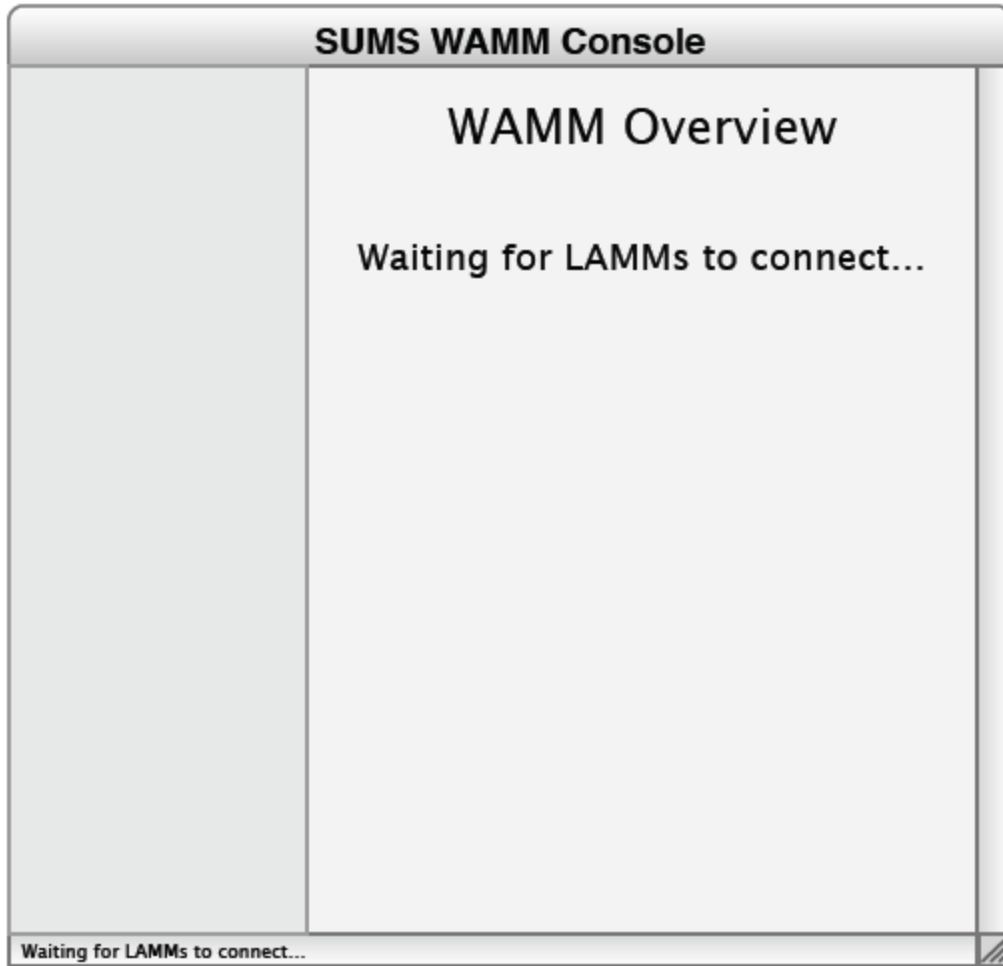 SUMS WAMM Console
WAMM Overview
Waiting for LAMMs to connect...
Waiting for LAMMs to connect...